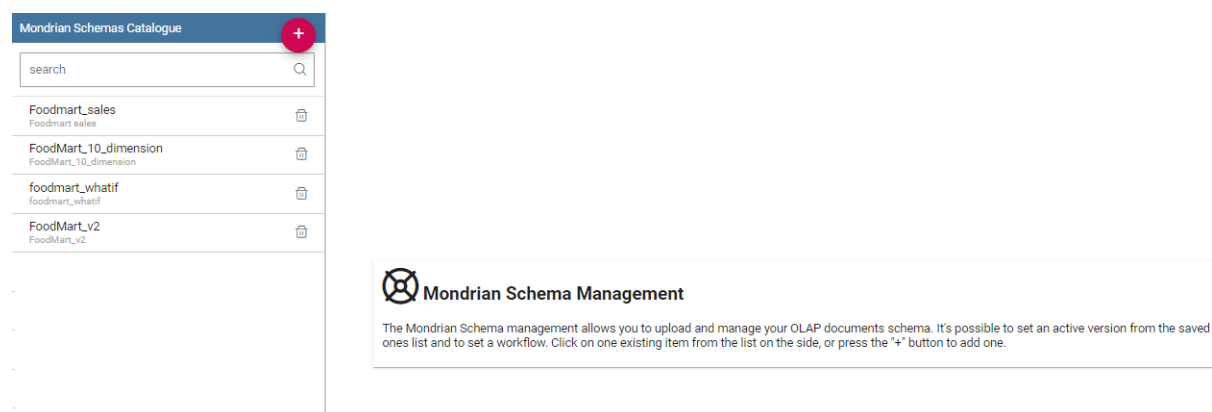 Mondrian Schemas Catalogue
+
search
Foodmart_sales
Foodmart sales
FoodMart_10_dimension
FoodMart_10_dimension
foodmart_whatif
foodmart_whatif
FoodMart_v2
FoodMart_v2
Mondrian Schema Management
The Mondrian Schema management allows you to upload and manage your OLAP documents schema. It's possible to set an active version from the saved
ones list and to set a workflow. Click on one existing item from the list on the side, or press the "+" button to add one.